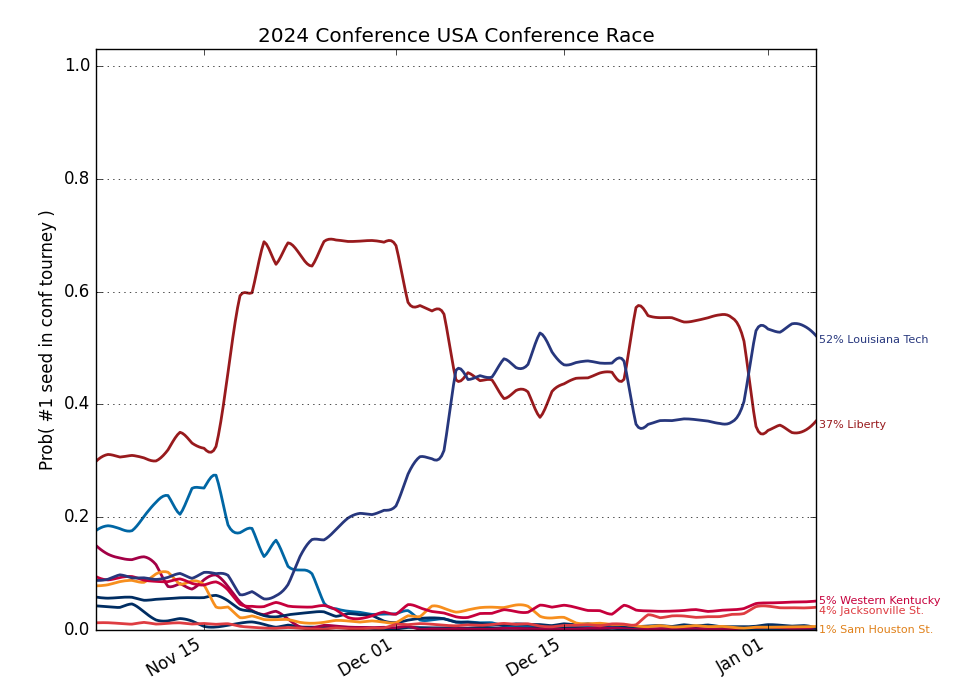 2024 Conference USA Conference Race
Prob( #1 seed in conf tourney )
1.0
0.8
0.6
0.4
0.2
0.0
Nov 15
Dec 01
Dec 15
Jan 01
52% Louisiana Tech
37% Liberty
5% Western Kentucky
4% Jacksonville St.
1% Sam Houston St.